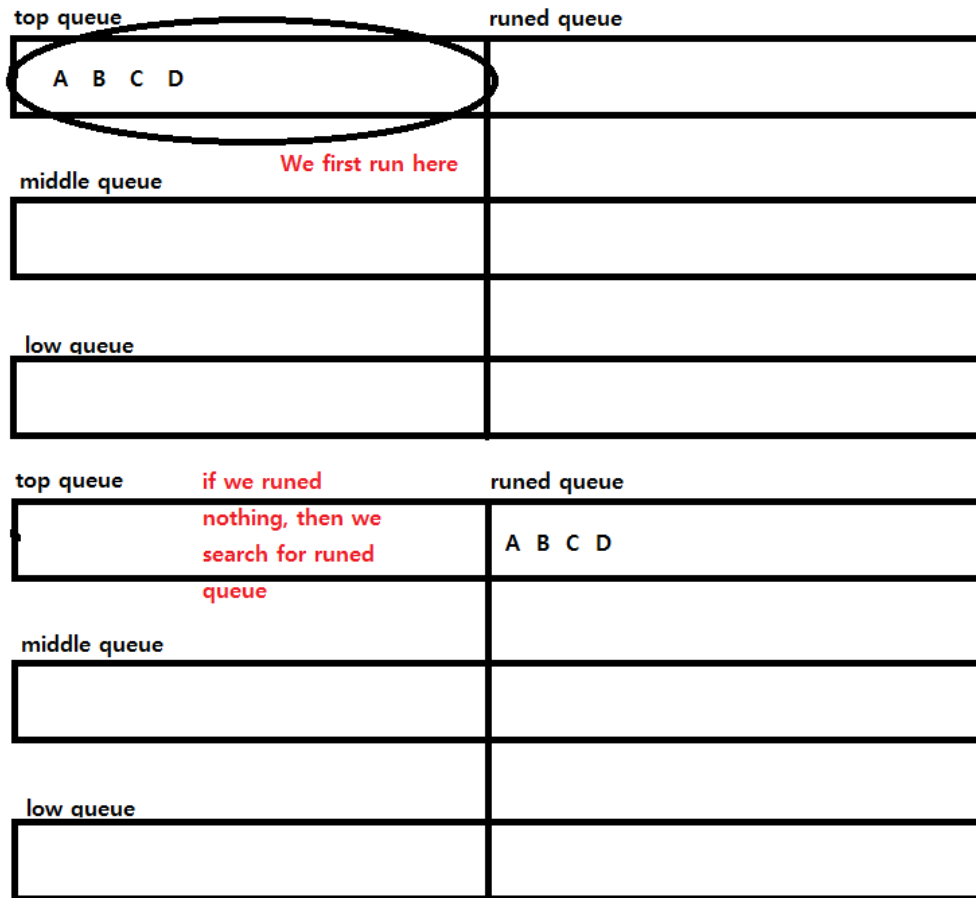 top queue
runed queue
A B C D
We first run here
middle queue
low queue
top queue
if we runed
nothing, then we
search for runed
queue
runed queue
A B C D
middle queue
low queue